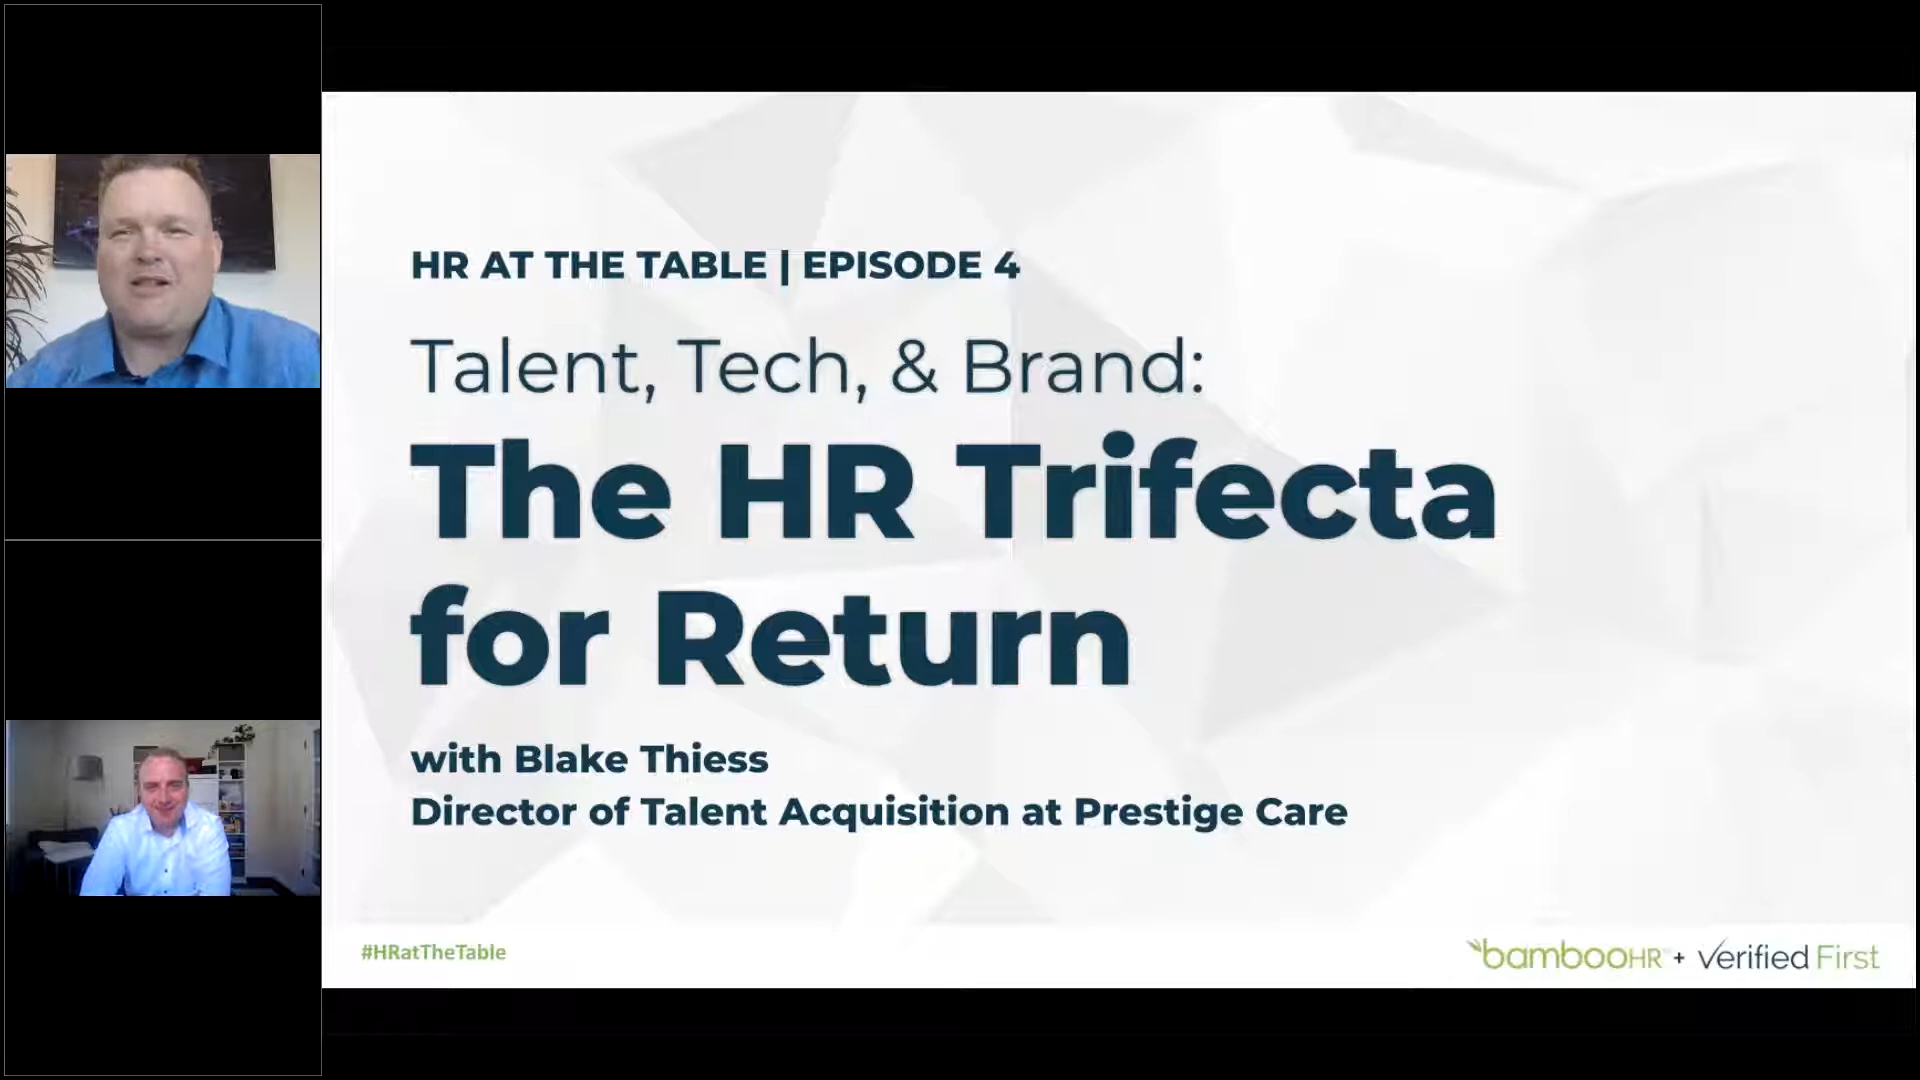 HR AT THE TABLE | EPISODE 4
Talent, Tech, & Brand:
The HR Trifecta
for Return
with Blake Thiess
Director of Talent Acquisition at Prestige Care
#HRatTheTable
bambooHR + Verified First